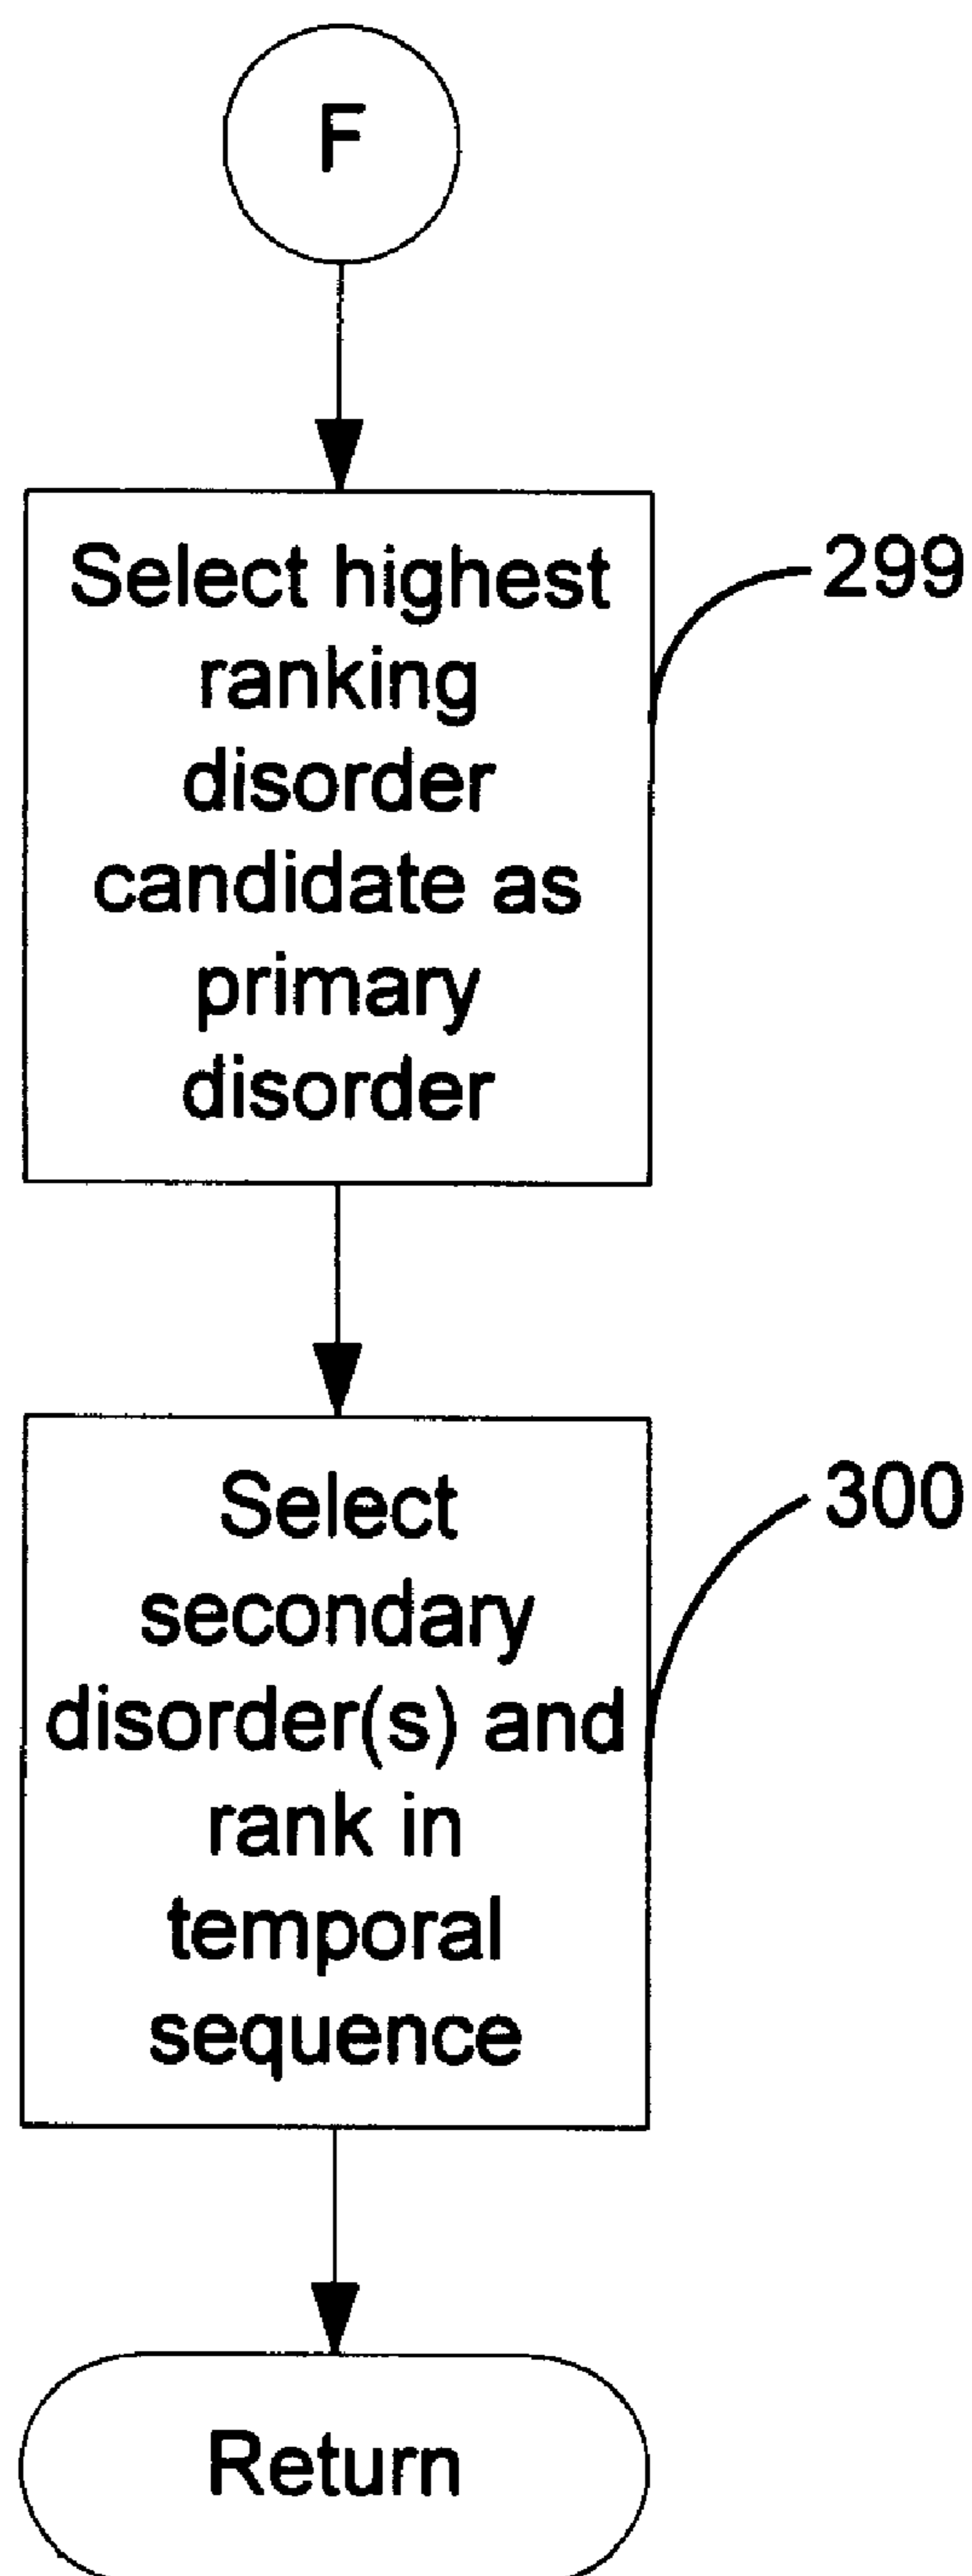 F
Select highest
ranking
disorder
candidate as
primary
disorder
299
Select
secondary
disorder(s) and
rank in
temporal
sequence
300
Return